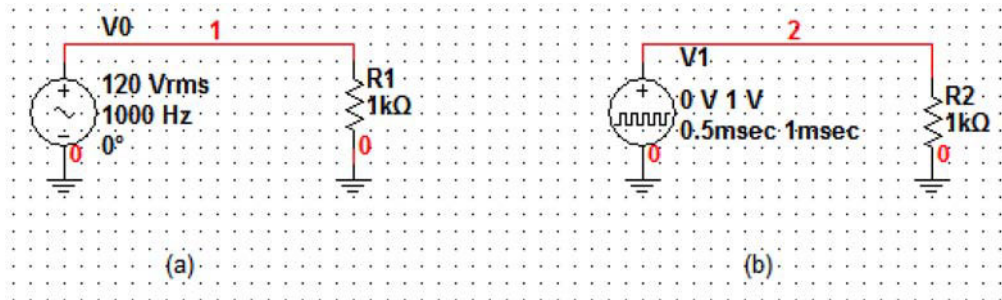 V0
1
120 Vrms
1000 Hz
0°
0
R1
1kΩ
0
(a)
2
V1
0 V 1 V
0.5msec 1msec
0
R2
1kΩ
0
(b)